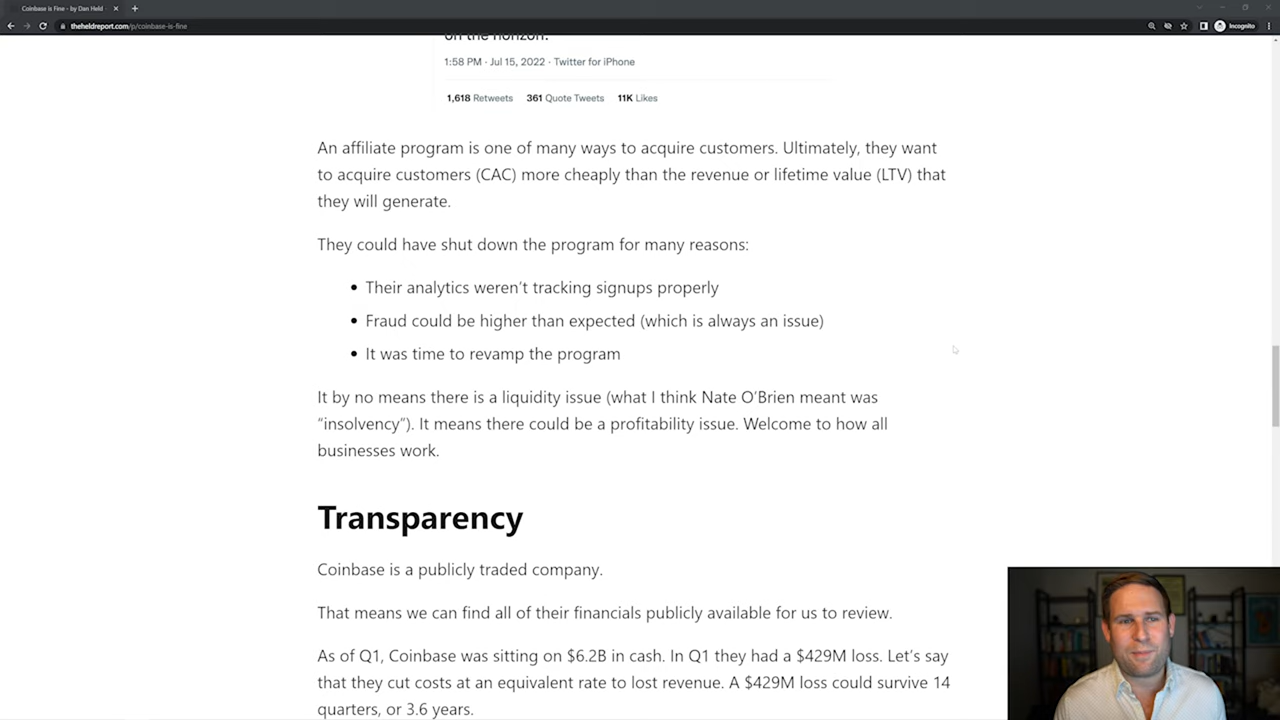 Coinbase is Fine - by Dan Held
theheldreport.com/p/coinbase-is-fine
Incognito
on the horizon.
1:58 PM · Jul 15, 2022 · Twitter for iPhone
1,618 Retweets 361 Quote Tweets 11K Likes
An affiliate program is one of many ways to acquire customers. Ultimately, they want
to acquire customers (CAC) more cheaply than the revenue or lifetime value (LTV) that
they will generate.
They could have shut down the program for many reasons:
• Their analytics weren't tracking signups properly
• Fraud could be higher than expected (which is always an issue)
• It was time to revamp the program
It by no means there is a liquidity issue (what I think Nate O'Brien meant was
“insolvency”). It means there could be a profitability issue. Welcome to how all
businesses work.
Transparency
Coinbase is a publicly traded company.
That means we can find all of their financials publicly available for us to review.
As of Q1, Coinbase was sitting on $6.2B in cash. In Q1 they had a $429M loss. Let's say
that they cut costs at an equivalent rate to lost revenue. A $429M loss could survive 14
quarters, or 3.6 years.